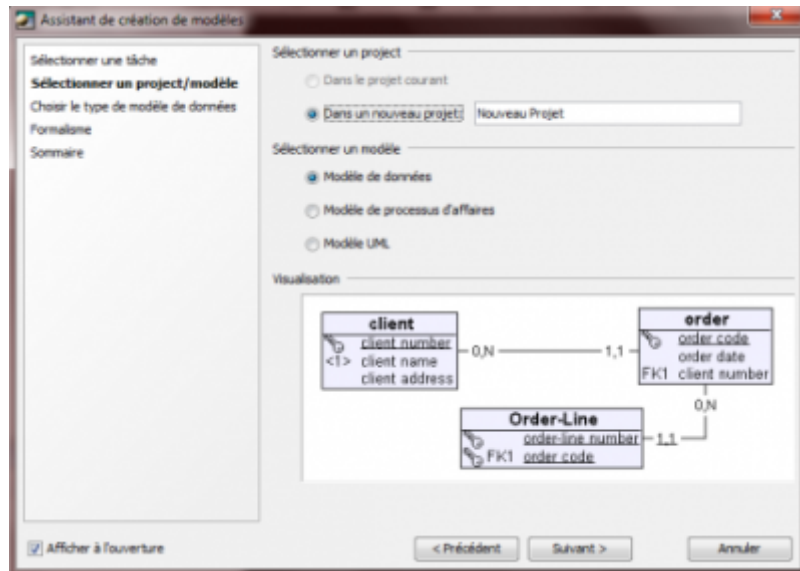 Assistant de création de modèles
Sélectionner une tâche
Sélectionner un project/modèle
Choisir le type de modèle de données
Formalisme
Sommaire
Sélectionner un project
Dans le projet courant
Dans un nouveau projet: Nouveau Projet
Sélectionner un modèle
Modèle de données
Modèle de processus d'affaires
Modèle UML
Visualisation
client
client number
<1> client name
client address
0,N
1,1
order
order code
order date
FK1 client number
0,N
1,1
Order-Line
order-line number
FK1 order code
Afficher à l'ouverture
< Précédent
Suivant >
Annuler